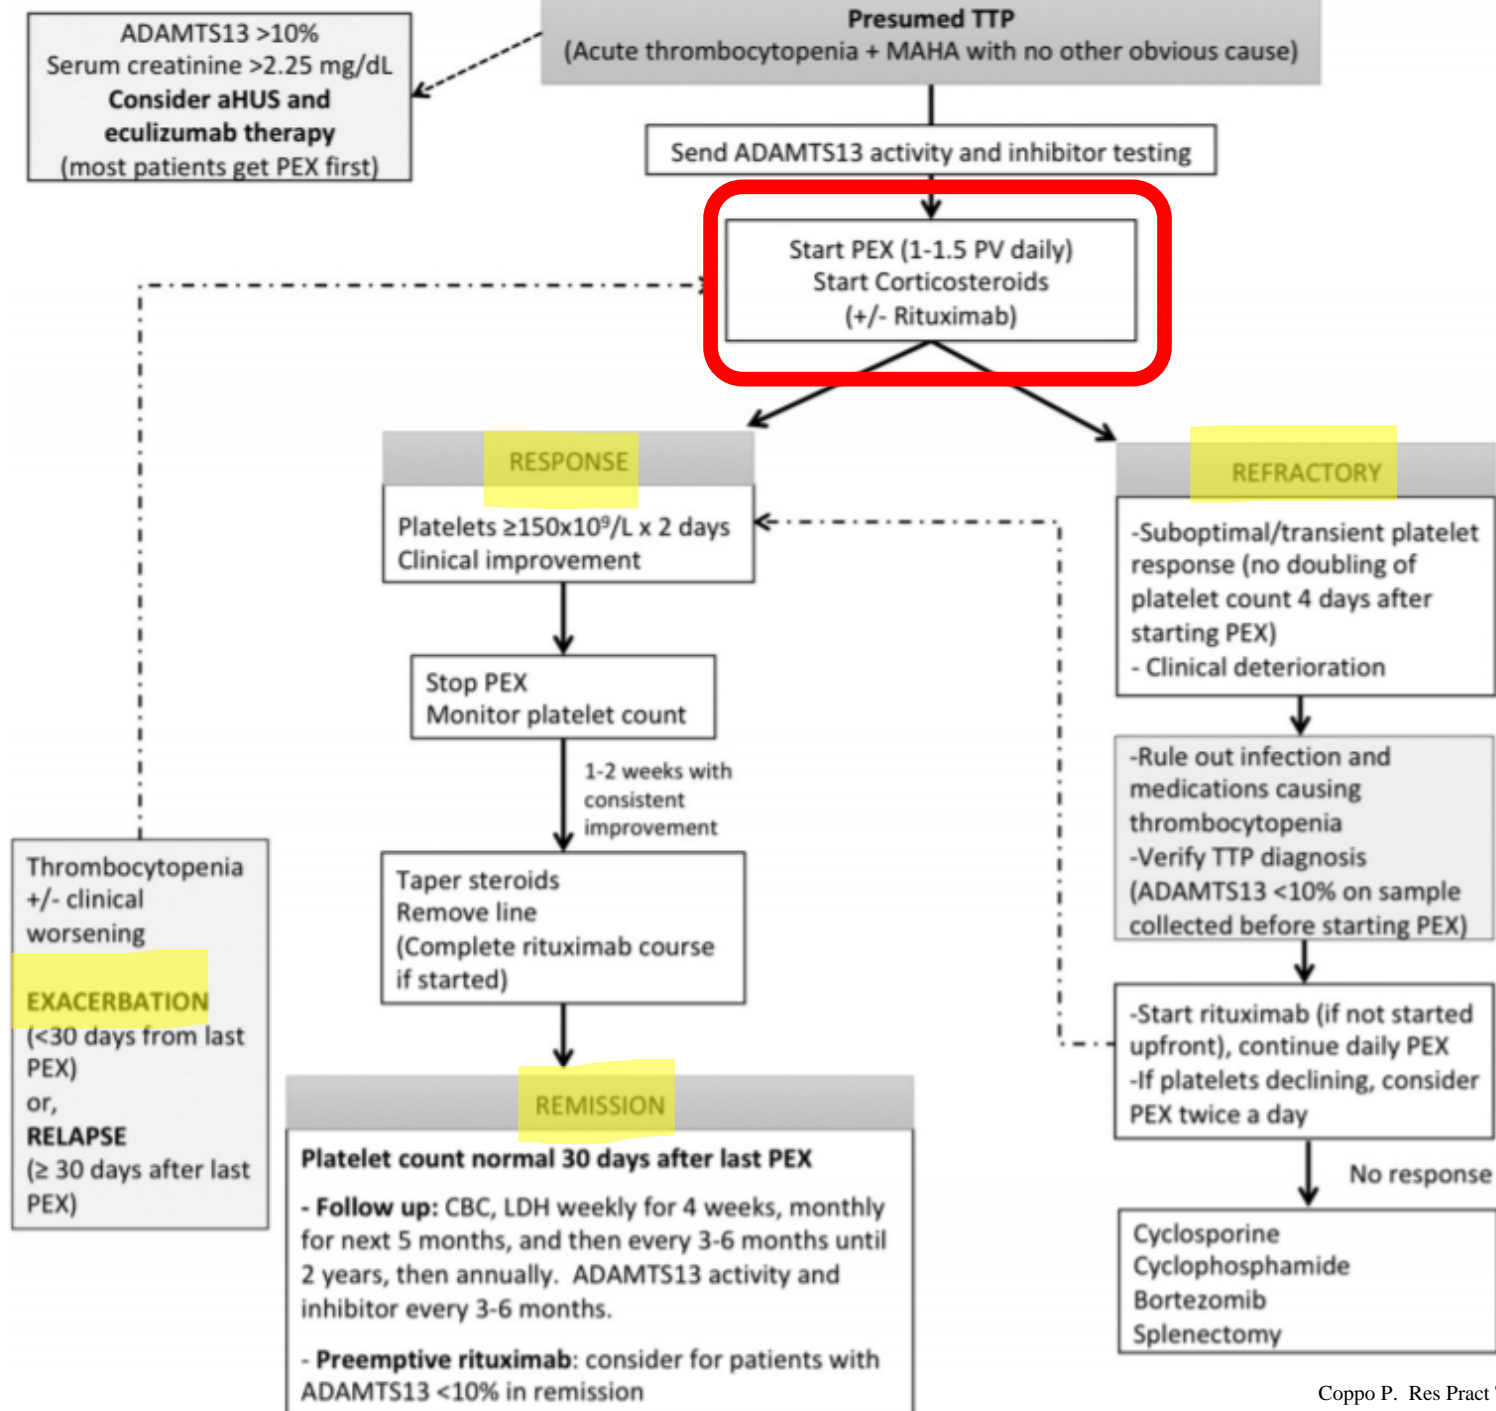 Presumed TTP
(Acute thrombocytopenia + MAHA with no other obvious cause)
ADAMTS13 >10%
Serum creatinine >2.25 mg/dL
Consider aHUS and
eculizumab therapy
(most patients get PEX first)
Send ADAMTS13 activity and inhibitor testing
Start PEX (1-1.5 PV daily)
Start Corticosteroids
(+/- Rituximab)
RESPONSE
Platelets ≥150x10⁹/L x 2 days
Clinical improvement
Stop PEX
Monitor platelet count
1-2 weeks with
consistent
improvement
Taper steroids
Remove line
(Complete rituximab course
if started)
REMISSION
Platelet count normal 30 days after last PEX
- Follow up: CBC, LDH weekly for 4 weeks, monthly
for next 5 months, and then every 3-6 months until
2 years, then annually. ADAMTS13 activity and
inhibitor every 3-6 months.
- Preemptive rituximab: consider for patients with
ADAMTS13 <10% in remission
Thrombocytopenia
+/- clinical
worsening
EXACERBATION
(<30 days from last
PEX)
or,
RELAPSE
(≥ 30 days after last
PEX)
REFRACTORY
-Suboptimal/transient platelet
response (no doubling of
platelet count 4 days after
starting PEX)
- Clinical deterioration
-Rule out infection and
medications causing
thrombocytopenia
-Verify TTP diagnosis
(ADAMTS13 <10% on sample
collected before starting PEX)
-Start rituximab (if not started
upfront), continue daily PEX
-If platelets declining, consider
PEX twice a day
No response
Cyclosporine
Cyclophosphamide
Bortezomib
Splenectomy
Coppo P. Res Pract